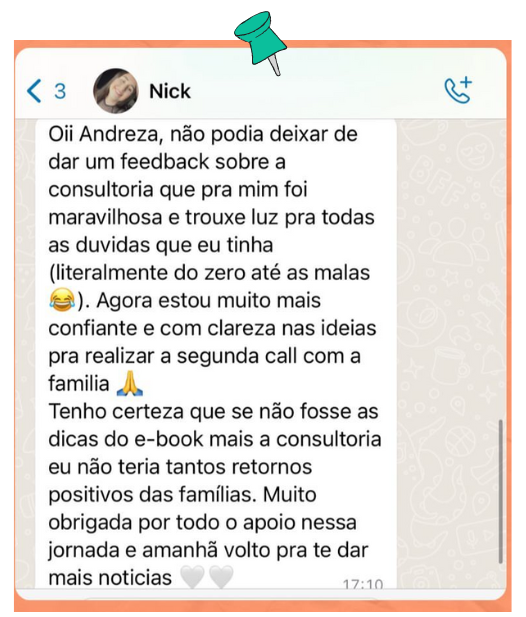 3
Nick
Oii Andreza, não podia deixar de
dar um feedback sobre a
consultoria que pra mim foi
maravilhosa e trouxe luz pra todas
as duvidas que eu tinha
(literalmente do zero até as malas
😂). Agora estou muito mais
confiante e com clareza nas ideias
pra realizar a segunda call com a
familia 🙏
Tenho certeza que se não fosse as
dicas do e-book mais a consultoria
eu não teria tantos retornos
positivos das famílias. Muito
obrigada por todo o apoio nessa
jornada e amanhã volto pra te dar
mais noticias 🤍🤍
17:10